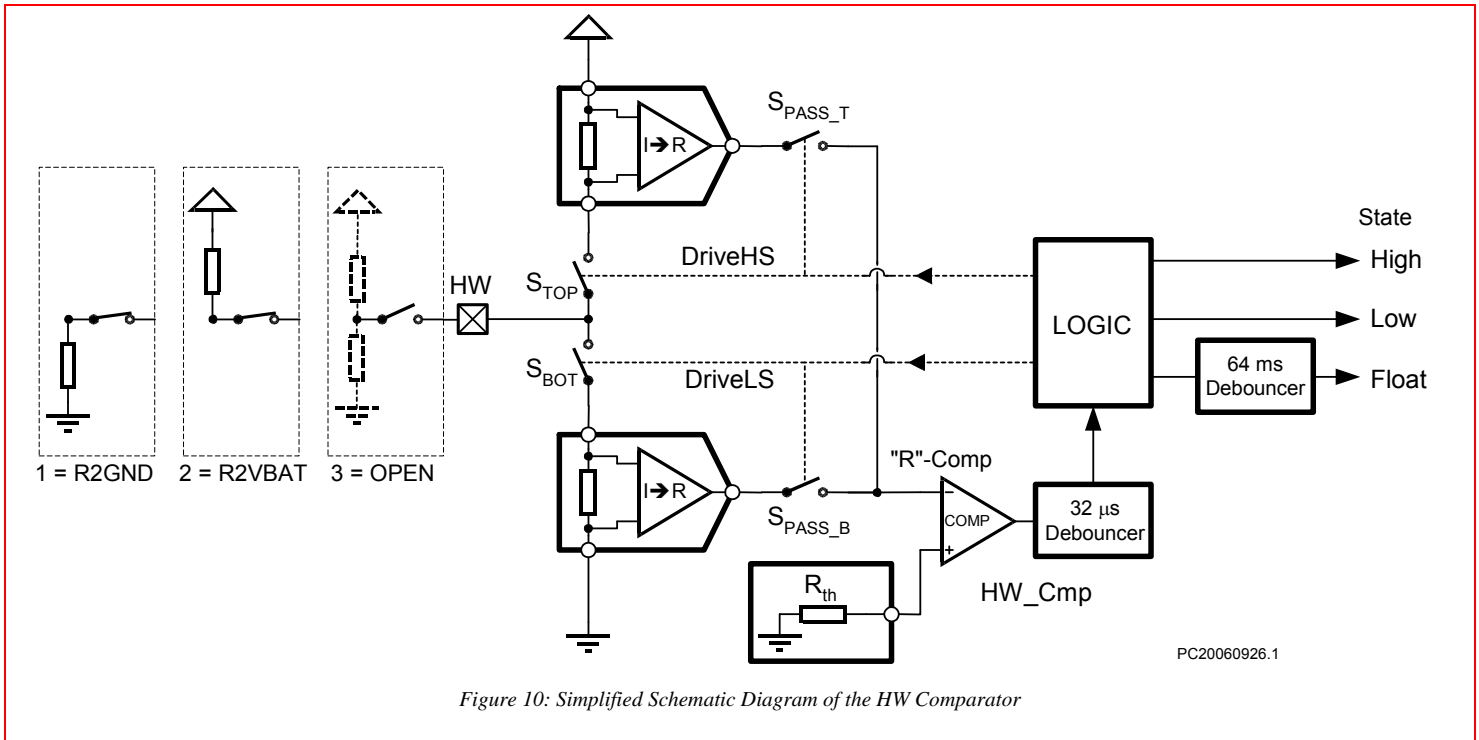 S_PASS_T
I→R
State
DriveHS
High
HW
S_TOP
LOGIC
Low
S_BOT
DriveLS
64 ms
Debouncer
Float
1 = R2GND
2 = R2VBAT
3 = OPEN
"R"-Comp
I→R
COMP
32 μs
Debouncer
S_PASS_B
R_th
HW_Cmp
PC20060926.1
Figure 10: Simplified Schematic Diagram of the HW Comparator